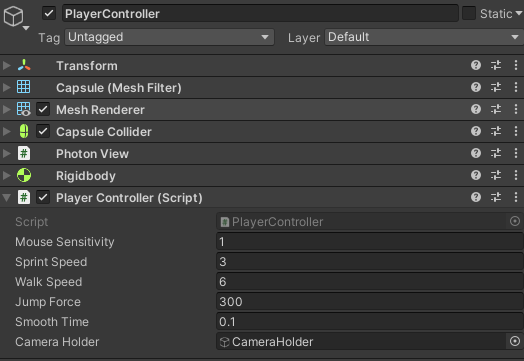 PlayerController Static
Tag Untagged Layer Default
Transform
Capsule (Mesh Filter)
Mesh Renderer
Capsule Collider
Photon View
Rigidbody
Player Controller (Script)
Script PlayerController
Mouse Sensitivity 1
Sprint Speed 3
Walk Speed 6
Jump Force 300
Smooth Time 0.1
Camera Holder CameraHolder